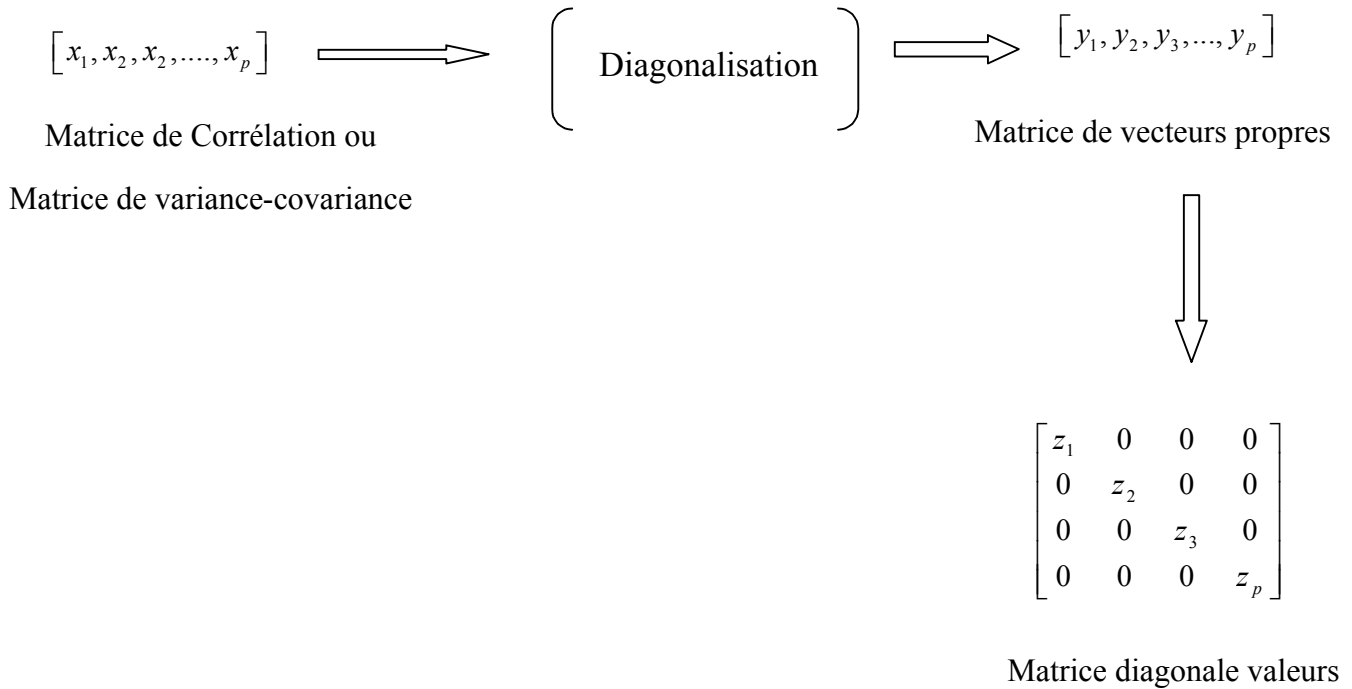 [x₁, x₂, x₂, ...., xₚ]
Matrice de Corrélation ou
Matrice de variance-covariance
Diagonalisation
[y₁, y₂, y₃, ..., yₚ]
Matrice de vecteurs propres
z₁ 0 0 0
0 z₂ 0 0
0 0 z₃ 0
0 0 0 zₚ
Matrice diagonale valeurs